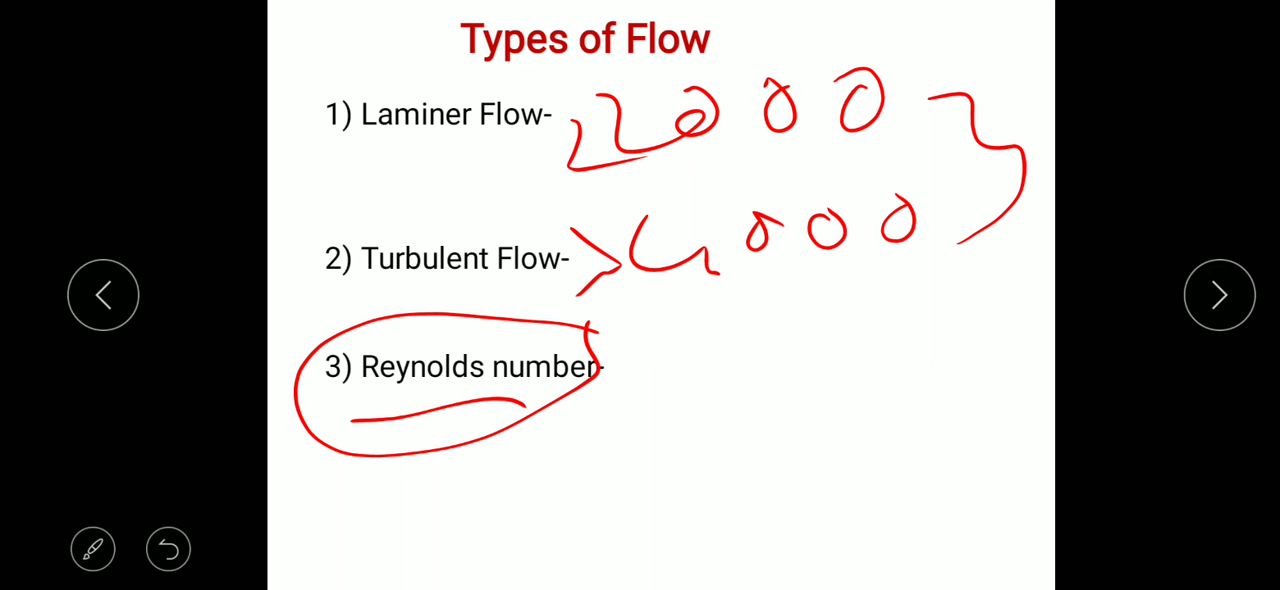 Types of Flow
1) Laminer Flow- <2000
2) Turbulent Flow- >4000
3) Reynolds number-